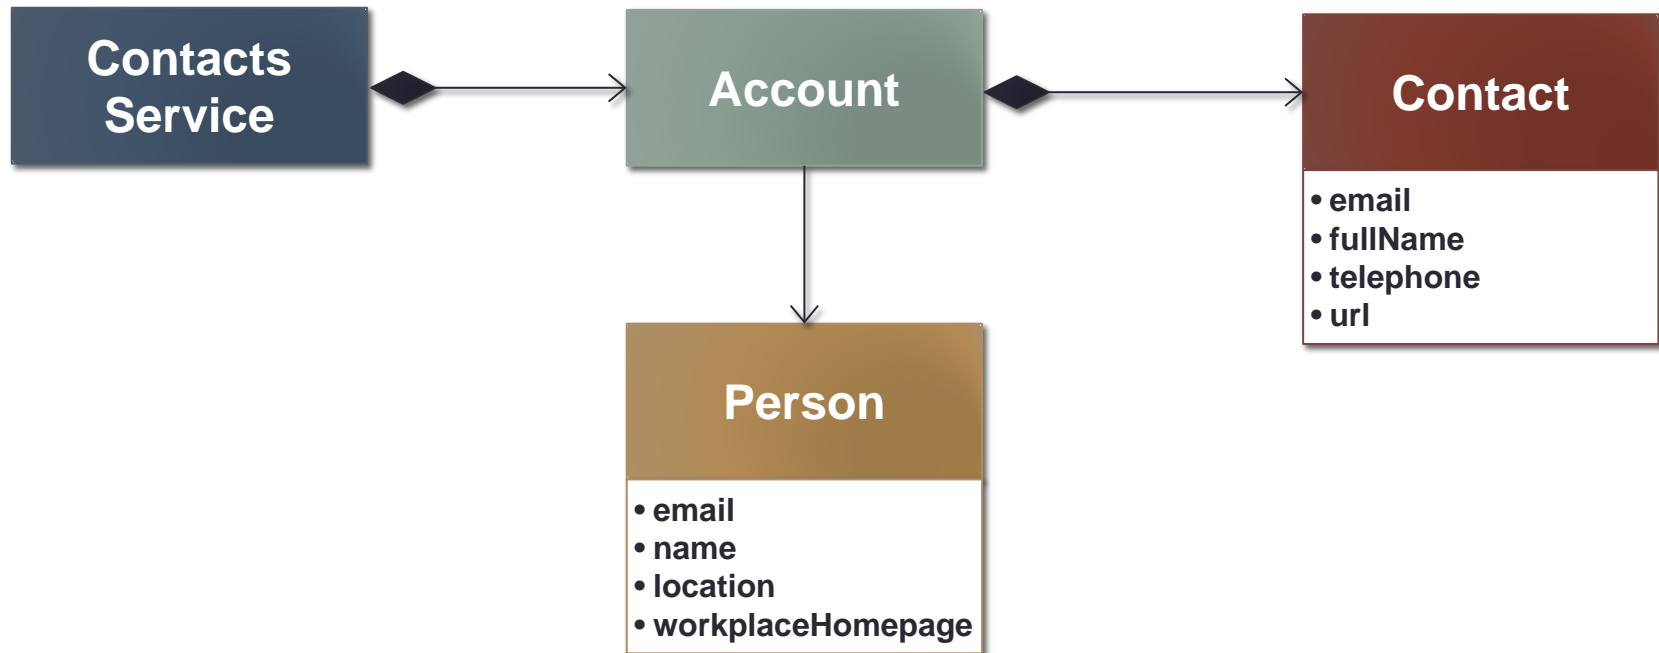 Contacts
Service
Account
Contact
• email
• fullName
• telephone
• url
Person
• email
• name
• location
• workplaceHomepage